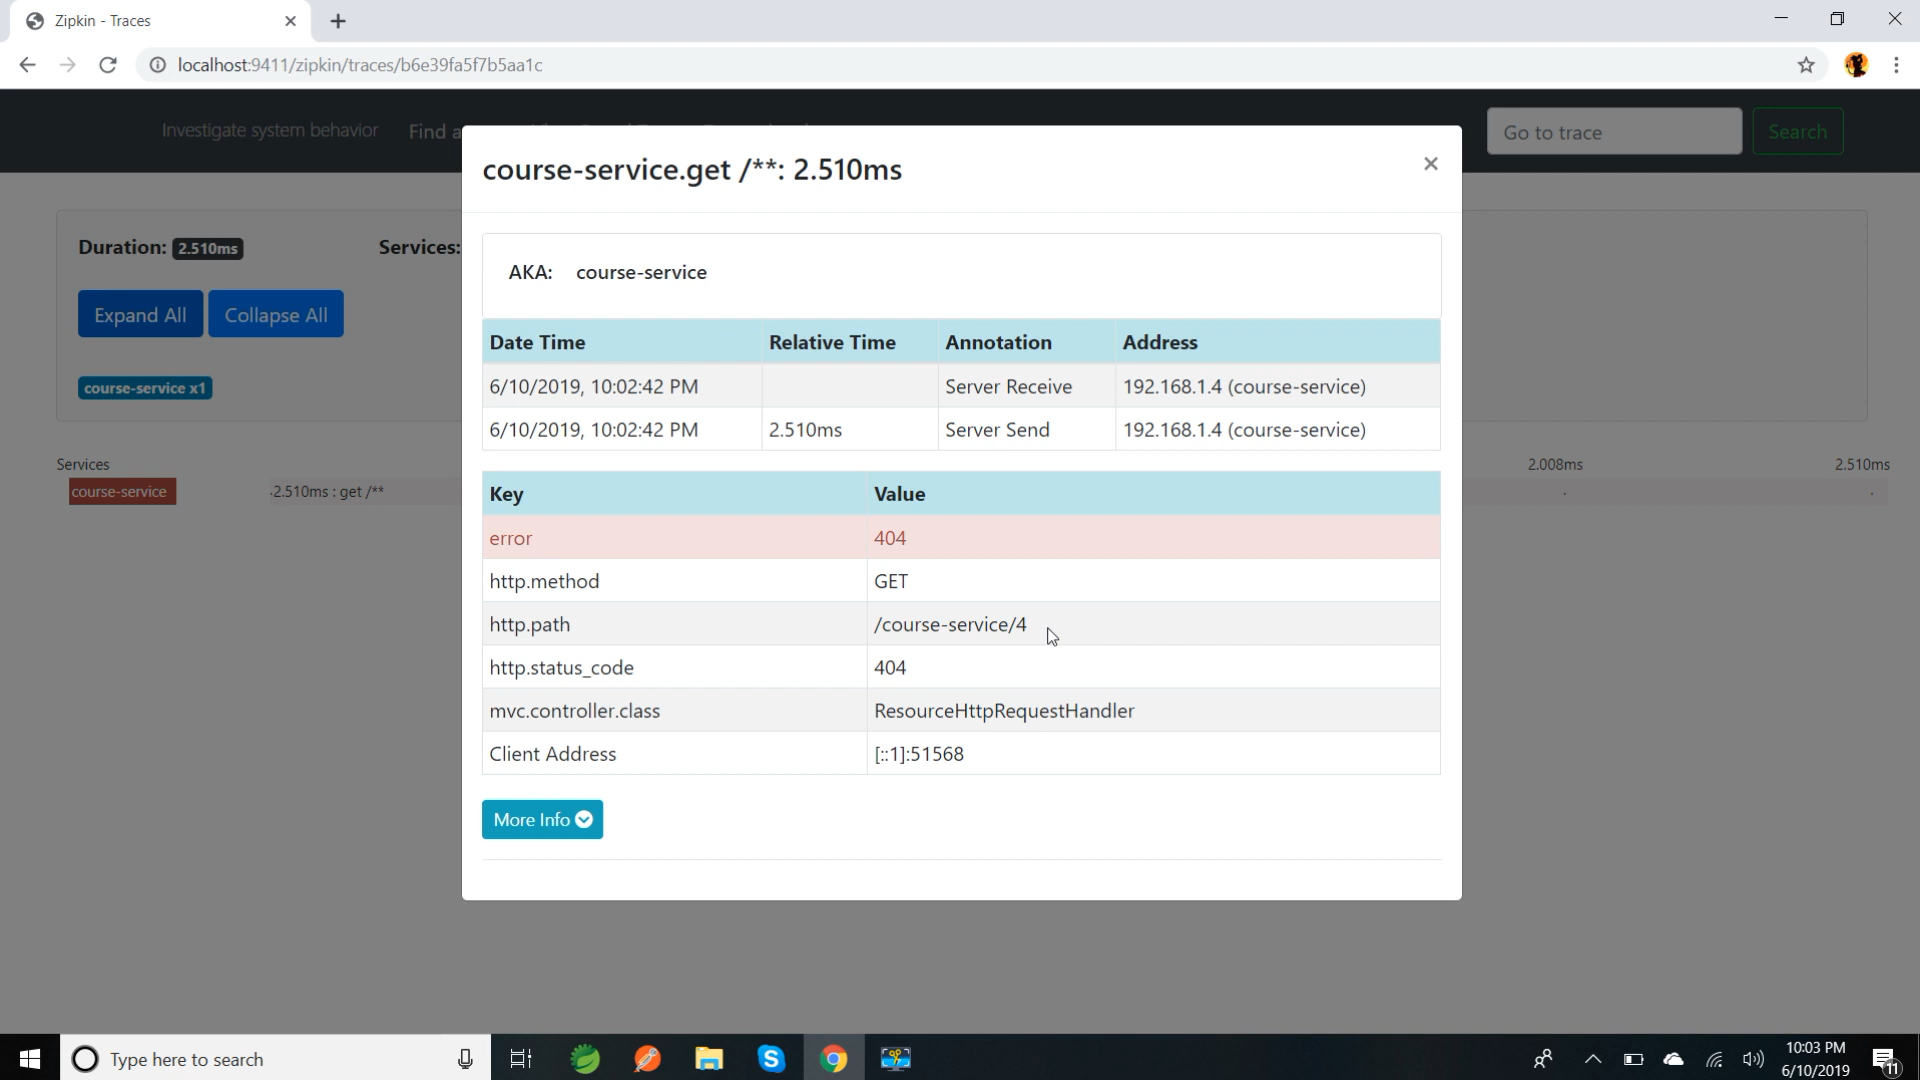 Zipkin - Traces
localhost:9411/zipkin/traces/b6e39fa5f7b5aa1c
Investigate system behavior Find a
Go to trace Search
course-service.get /**: 2.510ms
Duration: 2.510ms Services:
AKA: course-service
Expand All Collapse All
Date Time Relative Time Annotation Address
6/10/2019, 10:02:42 PM Server Receive 192.168.1.4 (course-service)
course-service x1
6/10/2019, 10:02:42 PM 2.510ms Server Send 192.168.1.4 (course-service)
Services 2.008ms 2.510ms
course-service .2.510ms : get /**
Key Value
error 404
http.method GET
http.path /course-service/4
http.status_code 404
mvc.controller.class ResourceHttpRequestHandler
Client Address [::1]:51568
More Info
Type here to search
10:03 PM
6/10/2019
11